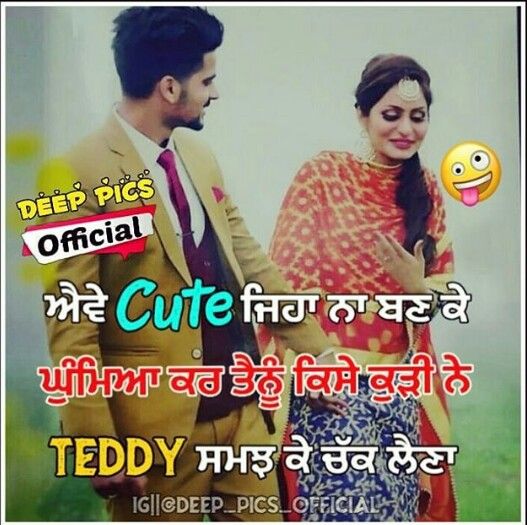 DEEP PICS
Official
ਐਵੇ Cute ਜਿਹਾ ਨਾ ਬਣ ਕੇ
ਘੁੰਮਿਆ ਕਰ ਤੈਨੂੰ ਕਿਸੇ ਕੁੜੀ ਨੇ
TEDDY ਸਮਝ ਕੇ ਚੱਕ ਲੈਣਾ
IG||@DEEP_PICS_OFFICIAL